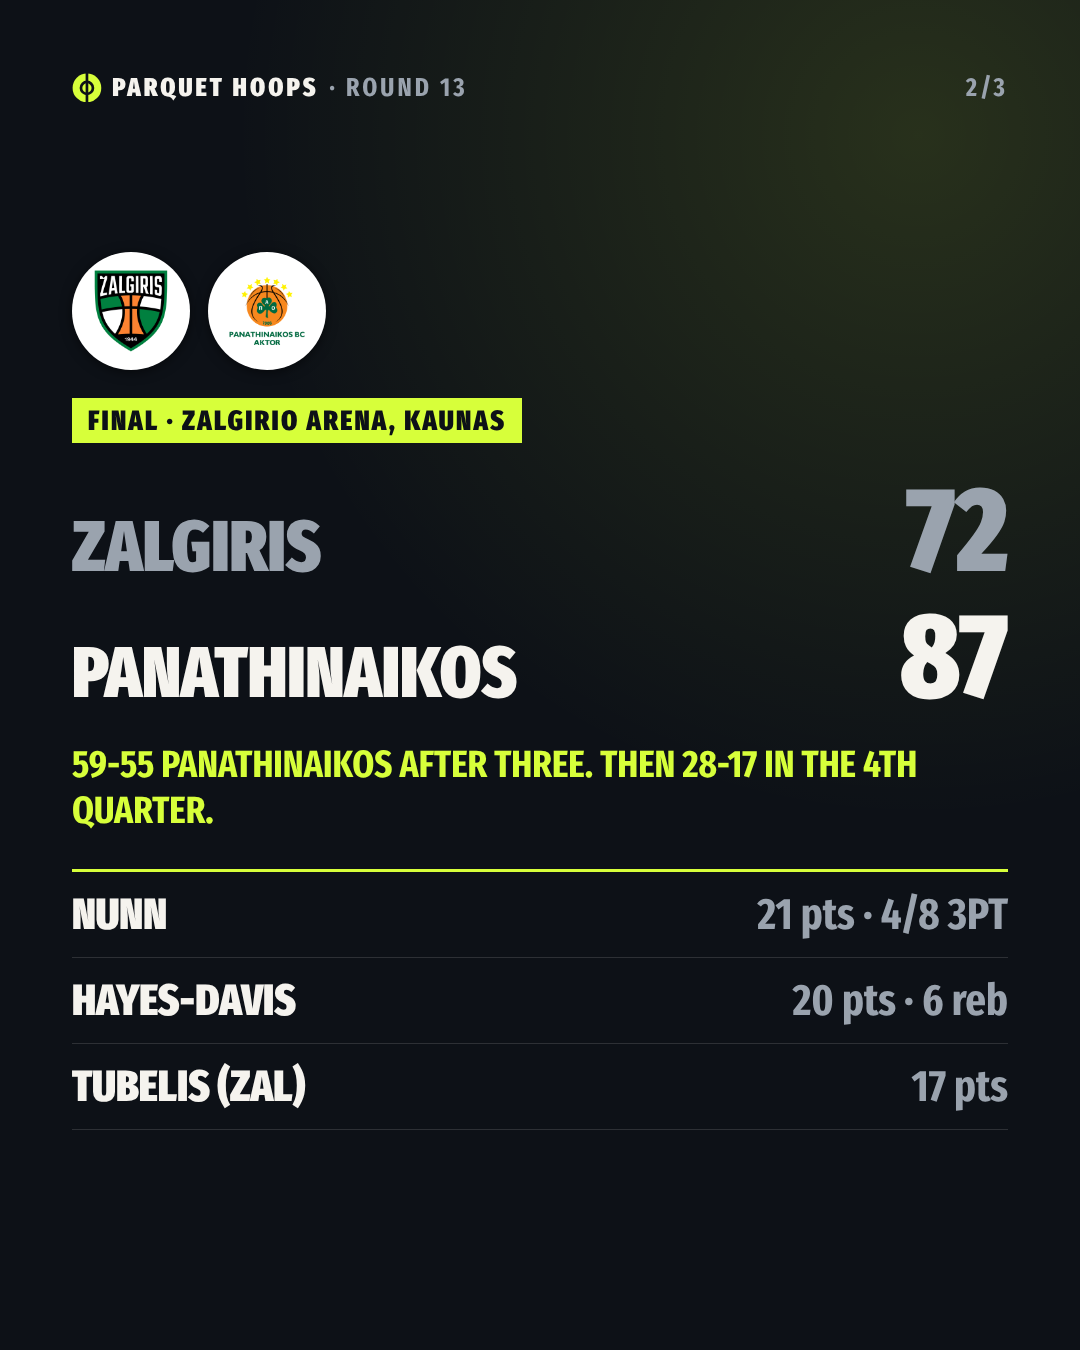 PARQUET HOOPS · ROUND 13
2/3
ZALGIRIS
1944
PANATHINAIKOS BC
AKTOR
FINAL · ZALGIRIO ARENA, KAUNAS
ZALGIRIS 72
PANATHINAIKOS 87
59-55 PANATHINAIKOS AFTER THREE. THEN 28-17 IN THE 4TH
QUARTER.
NUNN 21 pts · 4/8 3PT
HAYES-DAVIS 20 pts · 6 reb
TUBELIS (ZAL) 17 pts